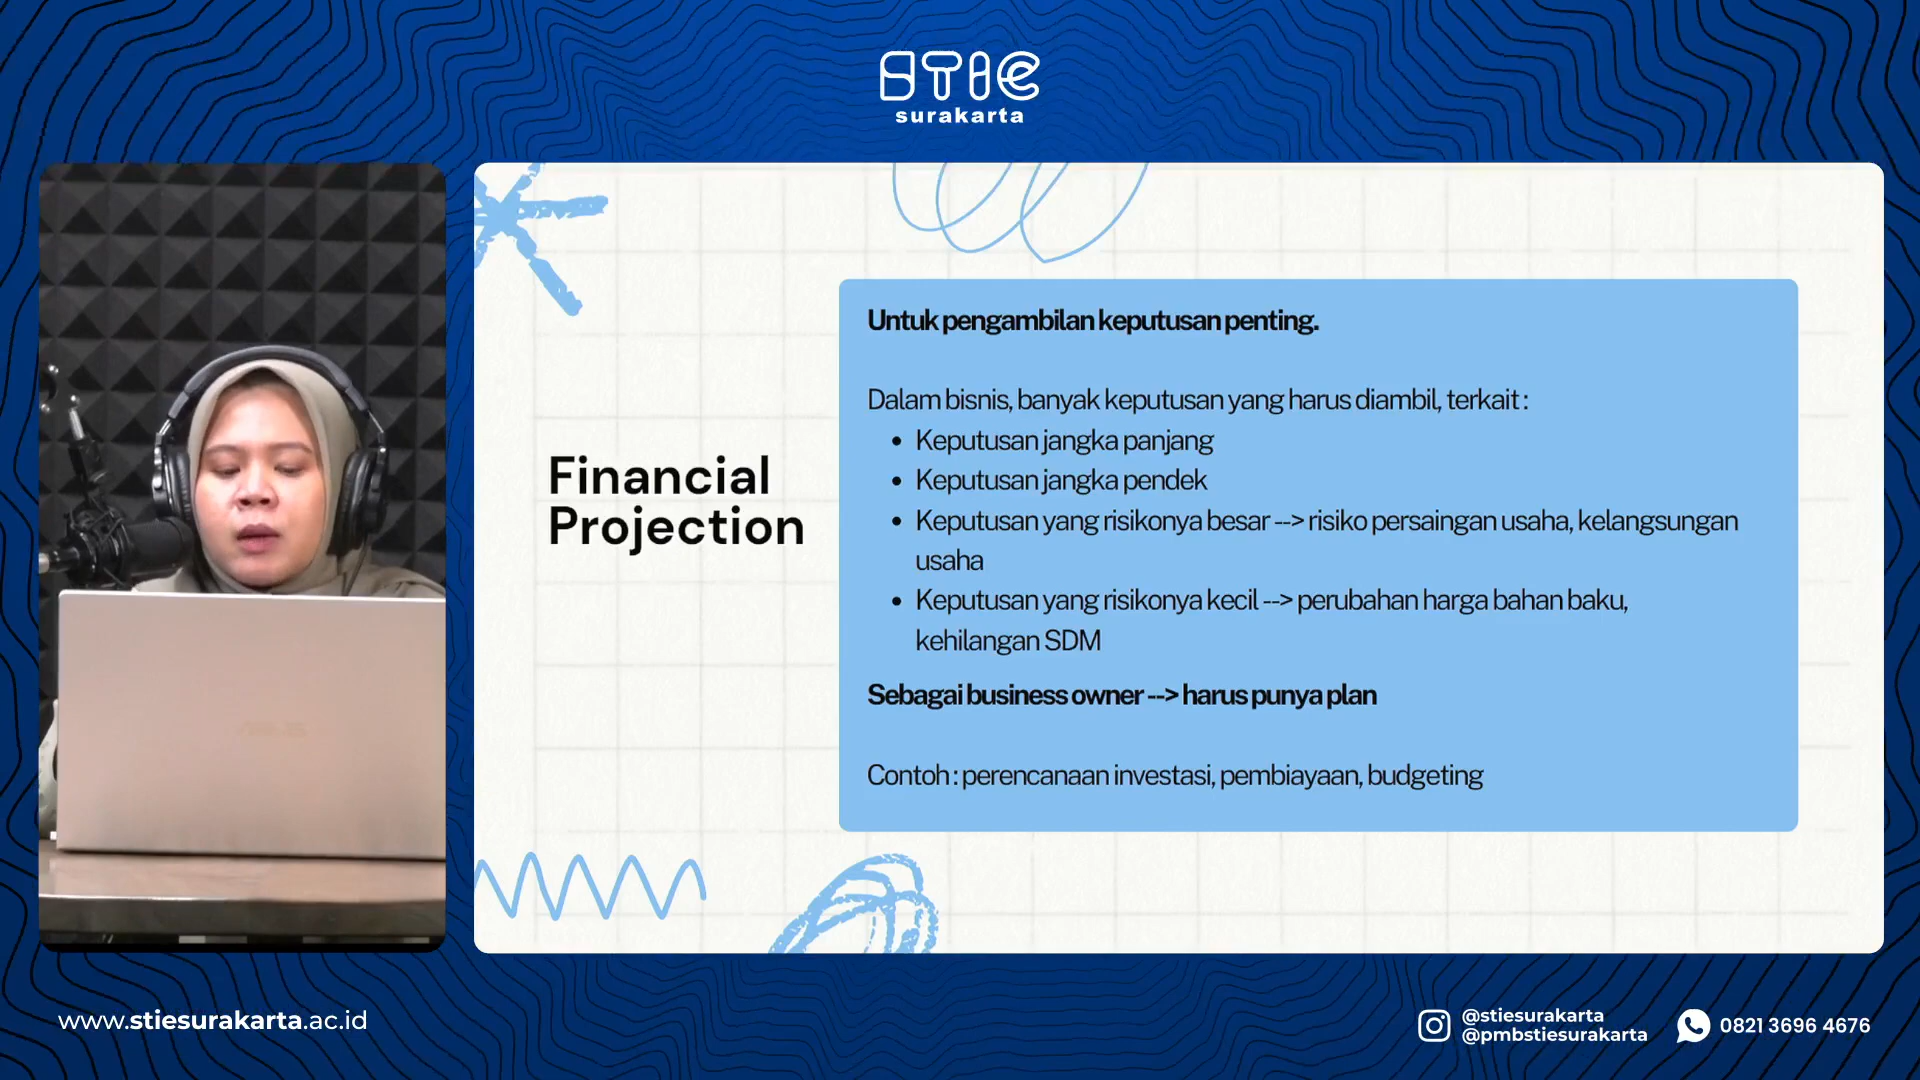 STIE
surakarta
Financial
Projection
Untuk pengambilan keputusan penting.
Dalam bisnis, banyak keputusan yang harus diambil, terkait :
• Keputusan jangka panjang
• Keputusan jangka pendek
• Keputusan yang risikonya besar --> risiko persaingan usaha, kelangsungan
usaha
• Keputusan yang risikonya kecil --> perubahan harga bahan baku,
kehilangan SDM
Sebagai business owner --> harus punya plan
Contoh : perencanaan investasi, pembiayaan, budgeting
www.stiesurakarta.ac.id
@stiesurakarta
@pmbstiesurakarta
0821 3696 4676